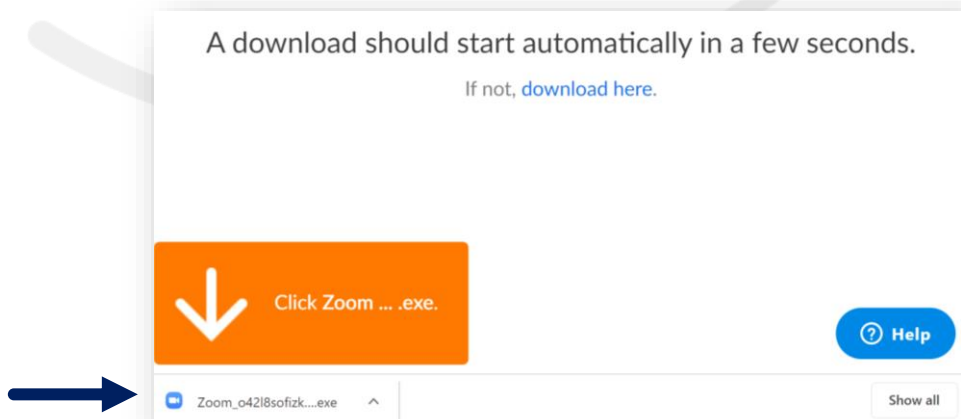 A download should start automatically in a few seconds.
If not, download here.
Click Zoom ... .exe.
Help
Zoom_o42l8sofizk....exe
Show all